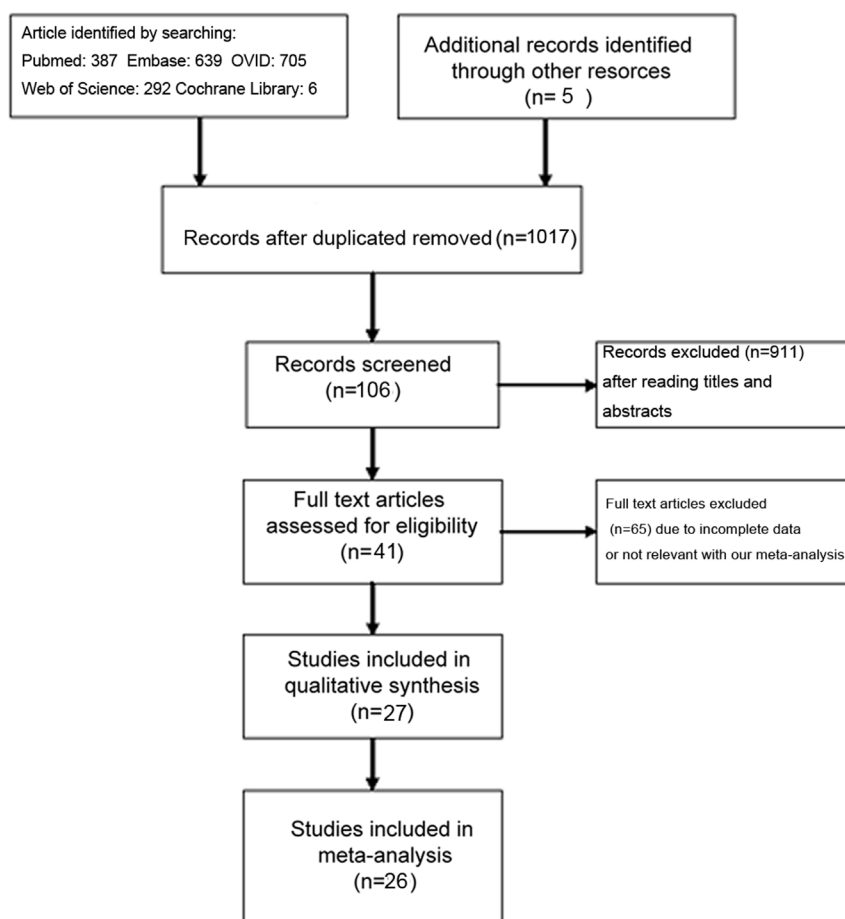 Article identified by searching:
Pubmed: 387 Embase: 639 OVID: 705
Web of Science: 292 Cochrane Library: 6
Additional records identified
through other resorces
(n= 5 )
Records after duplicated removed (n=1017)
Records screened
(n=106)
Records excluded (n=911)
after reading titles and
abstracts
Full text articles
assessed for eligibility
(n=41)
Full text articles excluded
(n=65) due to incomplete data
or not relevant with our meta-analysis
Studies included in
qualitative synthesis
(n=27)
Studies included in
meta-analysis
(n=26)